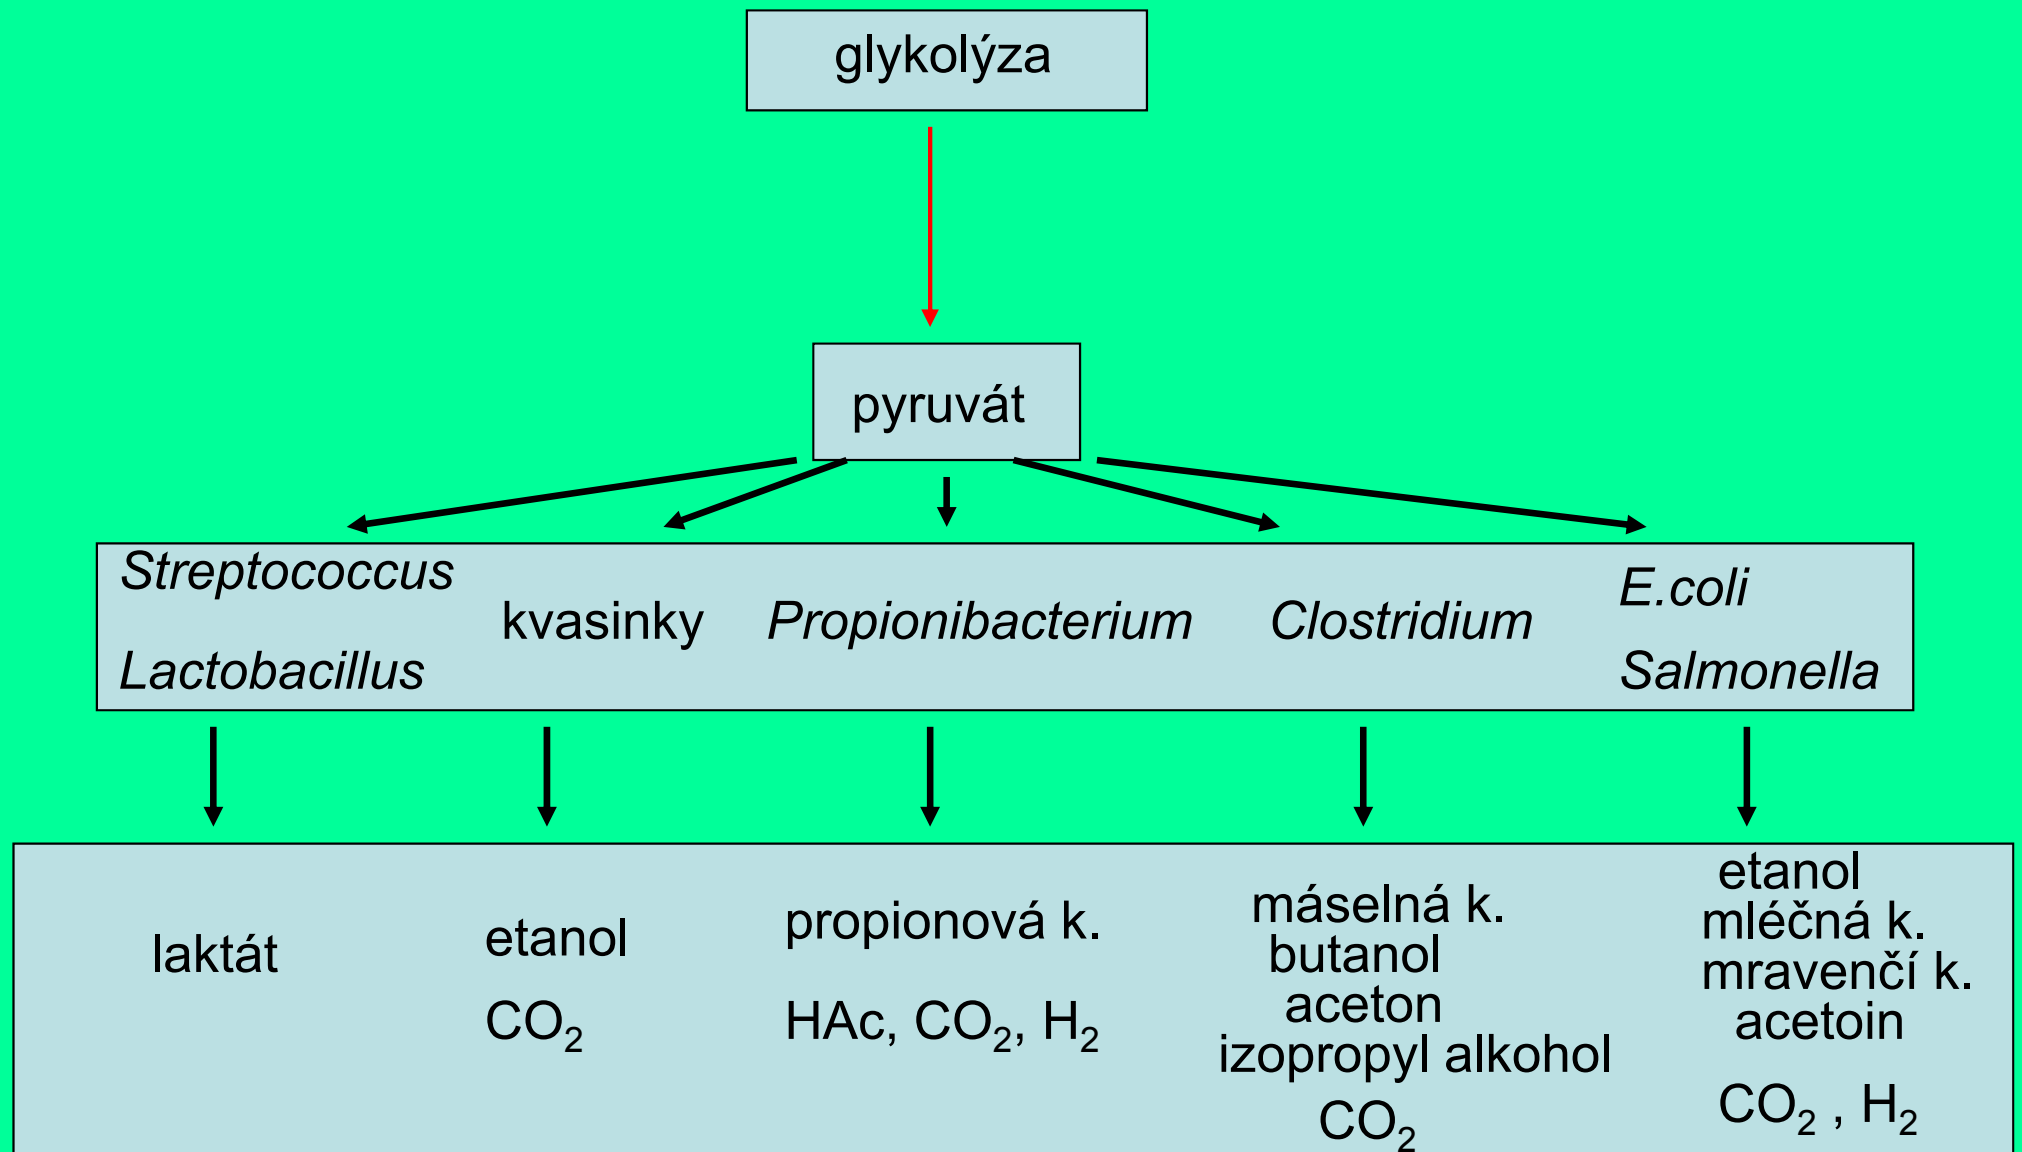 glykolýza
pyruvát
Streptococcus
Lactobacillus
kvasinky
Propionibacterium
Clostridium
E.coli
Salmonella
laktát
etanol
CO₂
propionová k.
HAc, CO₂, H₂
máselná k.
butanol
aceton
izopropyl alkohol
CO₂
etanol
mléčná k.
mravenčí k.
acetoin
CO₂ , H₂